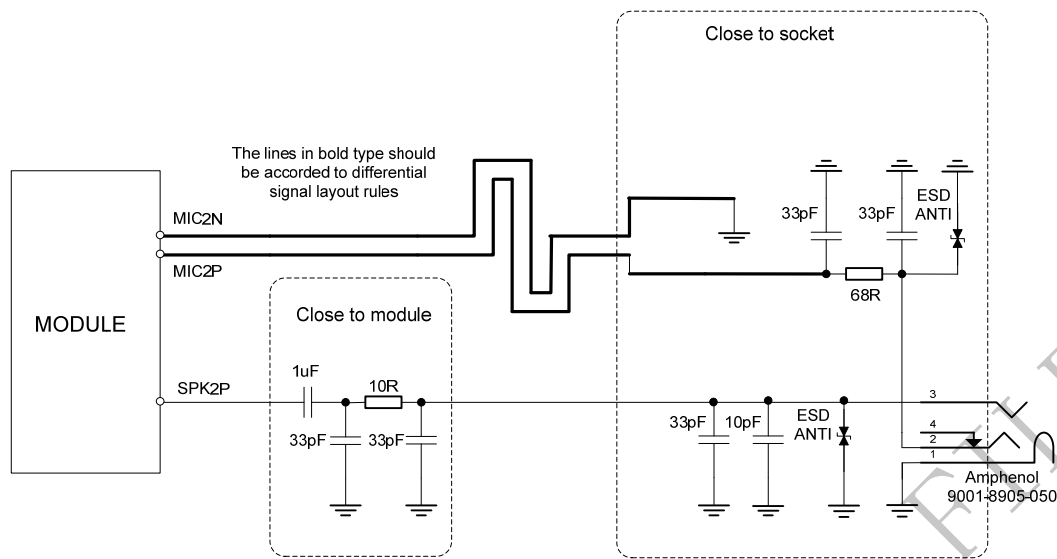 Close to socket
The lines in bold type should
be accorded to differential
signal layout rules
33pF
33pF
ESD
ANTI
MIC2N
MIC2P
68R
MODULE
Close to module
SPK2P
1uF
10R
33pF
33pF
33pF
10pF
ESD
ANTI
3
4
2
1
Amphenol
9001-8905-050